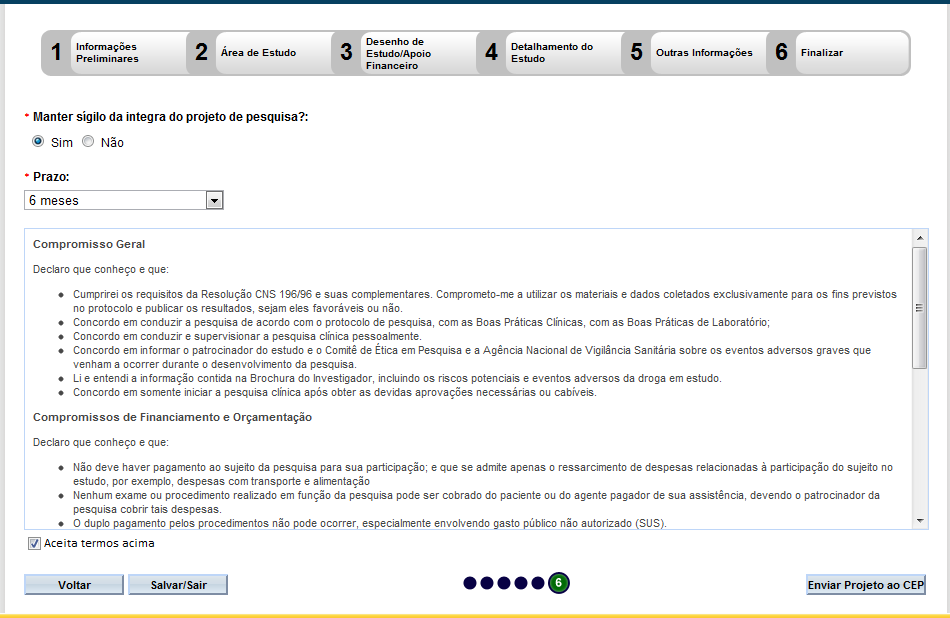 1 Informações
Preliminares
2 Área de Estudo
3 Desenho de
Estudo/Apoio
Financeiro
4 Detalhamento do
Estudo
5 Outras Informações
6 Finalizar
* Manter sígilo da integra do projeto de pesquisa?:
Sim Não
* Prazo:
6 meses
Compromisso Geral
Declaro que conheço e que:
• Cumprirei os requisitos da Resolução CNS 196/96 e suas complementares. Comprometo-me a utilizar os materiais e dados coletados exclusivamente para os fins previstos
no protocolo e publicar os resultados, sejam eles favoráveis ou não.
• Concordo em conduzir a pesquisa de acordo com o protocolo de pesquisa, com as Boas Práticas Clínicas, com as Boas Práticas de Laboratório;
• Concordo em conduzir e supervisionar a pesquisa clínica pessoalmente.
• Concordo em informar o patrocinador do estudo e o Comitê de Ética em Pesquisa e a Agência Nacional de Vigilância Sanitária sobre os eventos adversos graves que
venham a ocorrer durante o desenvolvimento da pesquisa.
• Li e entendi a informação contida na Brochura do Investigador, incluindo os riscos potenciais e eventos adversos da droga em estudo.
• Concordo em somente iniciar a pesquisa clínica após obter as devidas aprovações necessárias ou cabíveis.
Compromissos de Financiamento e Orçamentação
Declaro que conheço e que:
• Não deve haver pagamento ao sujeito da pesquisa para sua participação; e que se admite apenas o ressarcimento de despesas relacionadas à participação do sujeito no
estudo, por exemplo, despesas com transporte e alimentação
• Nenhum exame ou procedimento realizado em função da pesquisa pode ser cobrado do paciente ou do agente pagador de sua assistência, devendo o patrocinador da
pesquisa cobrir tais despesas.
• O duplo pagamento pelos procedimentos não pode ocorrer, especialmente envolvendo gasto público não autorizado (SUS).
Aceita termos acima
Voltar Salvar/Sair 6 Enviar Projeto ao CEP